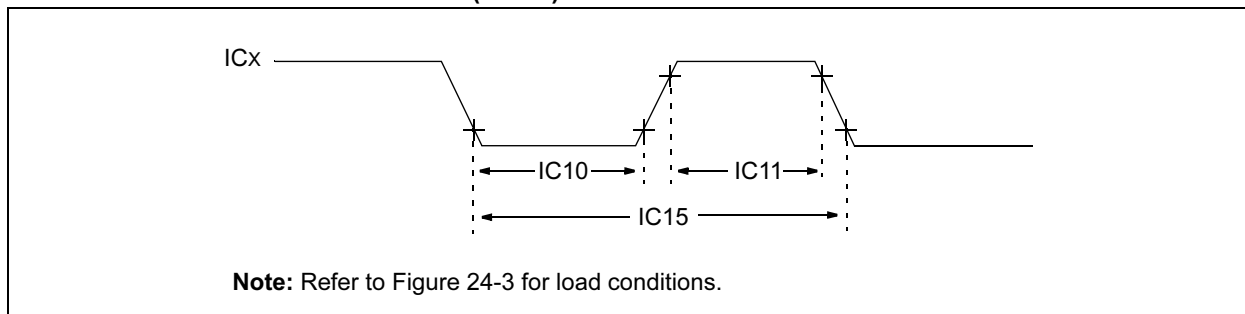 ICx
IC10
IC11
IC15
Note: Refer to Figure 24-3 for load conditions.